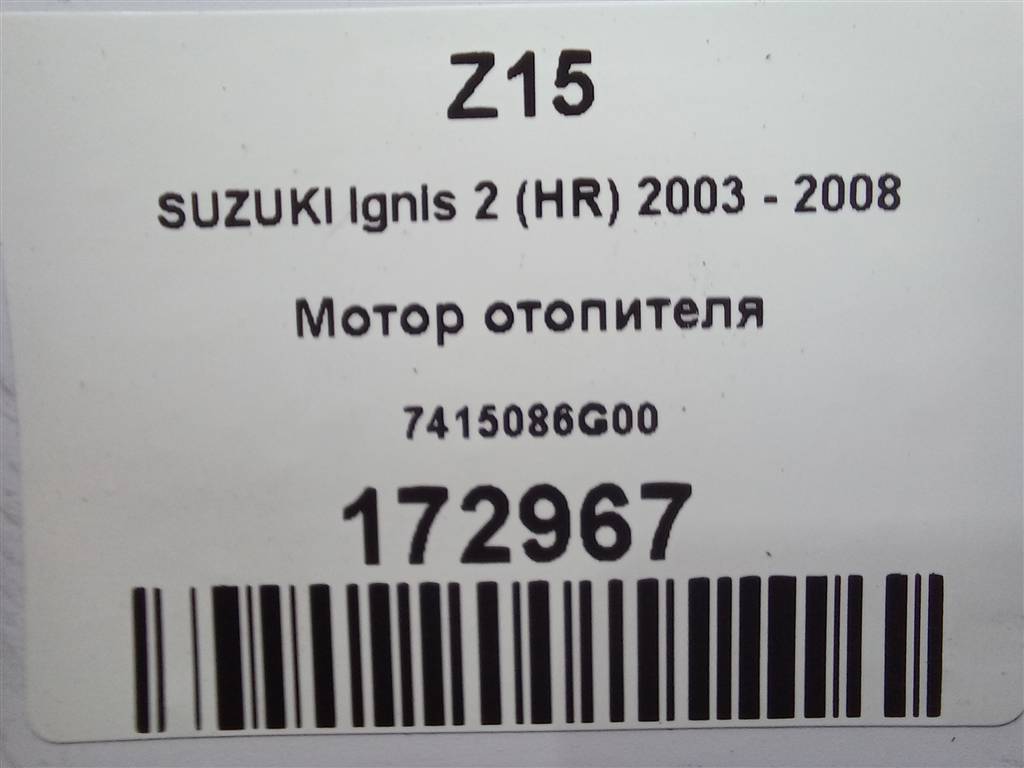 Z15
SUZUKI Ignis 2 (HR) 2003 - 2008
Мотор отопителя
7415086G00
172967